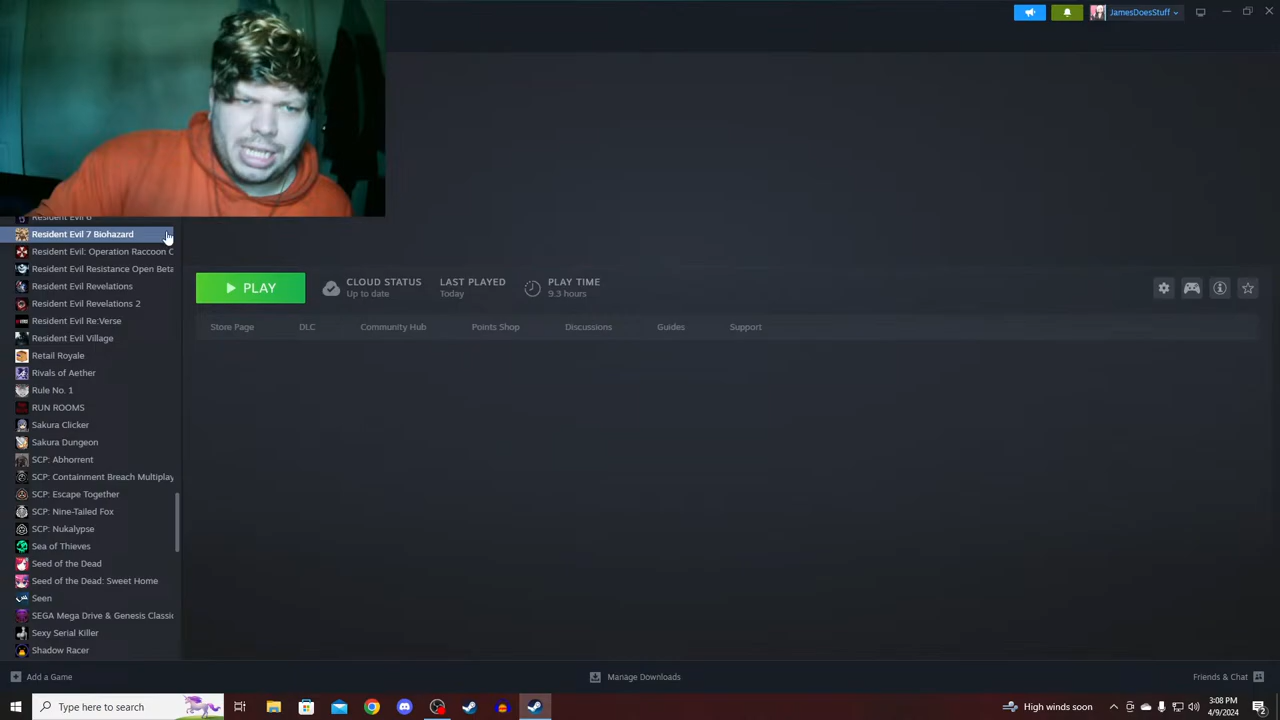 JamesDoesStuff
Resident Evil 6
Resident Evil 7 Biohazard
Resident Evil: Operation Raccoon C
Resident Evil Resistance Open Beta
Resident Evil Revelations
Resident Evil Revelations 2
Resident Evil Re:Verse
Resident Evil Village
Retail Royale
Rivals of Aether
Rule No. 1
RUN ROOMS
Sakura Clicker
Sakura Dungeon
SCP: Abhorrent
SCP: Containment Breach Multiplay
SCP: Escape Together
SCP: Nine-Tailed Fox
SCP: Nukalypse
Sea of Thieves
Seed of the Dead
Seed of the Dead: Sweet Home
Seen
SEGA Mega Drive & Genesis Classic
Sexy Serial Killer
Shadow Racer
PLAY
CLOUD STATUS
Up to date
LAST PLAYED
Today
PLAY TIME
9.3 hours
Store Page
DLC
Community Hub
Points Shop
Discussions
Guides
Support
Add a Game
Manage Downloads
Friends & Chat
Type here to search
High winds soon
3:08 PM
4/9/2024